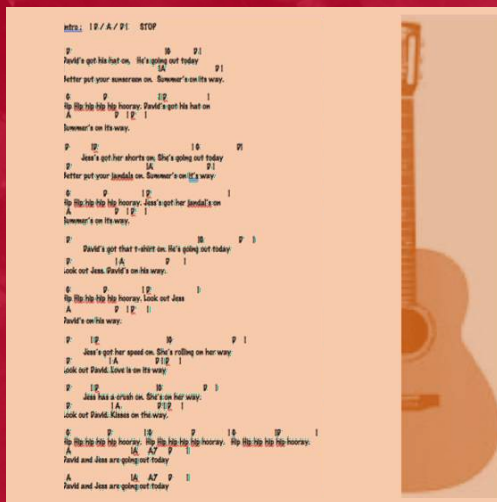 Intro: | D / A / D | STOP
D G D |
David's got his hat on, He's going out today
|A D |
Better put your sunscreen on. Summer's on its way.
G D |D |
Hip Hip hip hip hip hooray. David's got his hat on
A D |D |
Summer's on its way.
D |D |G D|
Jess's got her shorts on, She's going out today
D |A D |
Better put your Jandals on. Summer's on it's way
G D |D |
Hip Hip hip hip hip hooray. Jess's got her Jandal's on
A D |D |
Summer's on its way.
D |G D |
David's got that T-shirt on. He's going out today
D |A D |
Look out Jess. David's on his way.
G D |D |
Hip Hip hip hip hip hooray. Look out Jess
A D |D |
David's on his way.
D |D |G D |
Jess's got her speed on. She's rolling on her way
D |A D |D |
Look out David. Love is on its way
D |D |G D |
Jess has a crush on. She's on her way.
D |A D |D |
Look out David. Kisses on the way.
G D |G D |G D |
Hip Hip hip hip hip hooray. Hip Hip hip hip hip hooray. Hip Hip hip hip hip hooray.
A |A A7 D |
David and Jess are going out today
A |A A7 D |
David and Jess are going out today